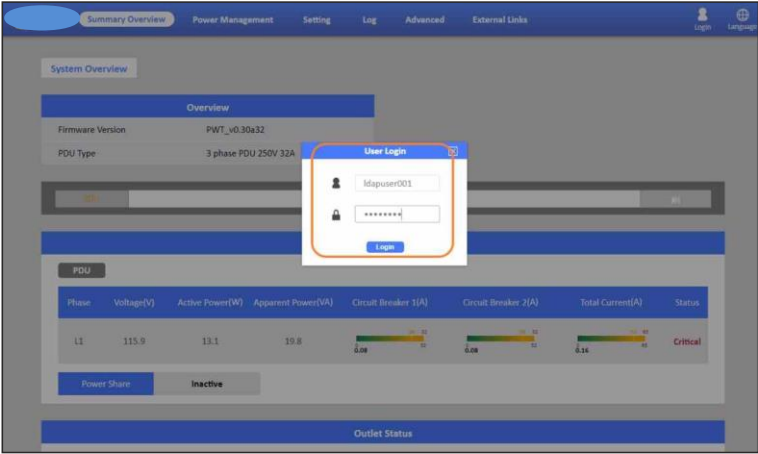 Summary Overview Power Management Setting Log Advanced External Links Login Language
System Overview
Overview
Firmware Version PWT_v0.30a32
PDU Type 3 phase PDU 250V 32A
User Login
ldapuser001
********
Login
PDU
Phase Voltage(V) Active Power(W) Apparent Power(VA) Circuit Breaker 1(A) Circuit Breaker 2(A) Total Current(A) Status
L1 115.9 13.1 19.8 0.08 0.08 0.16 Critical
Power Share Inactive
Outlet Status